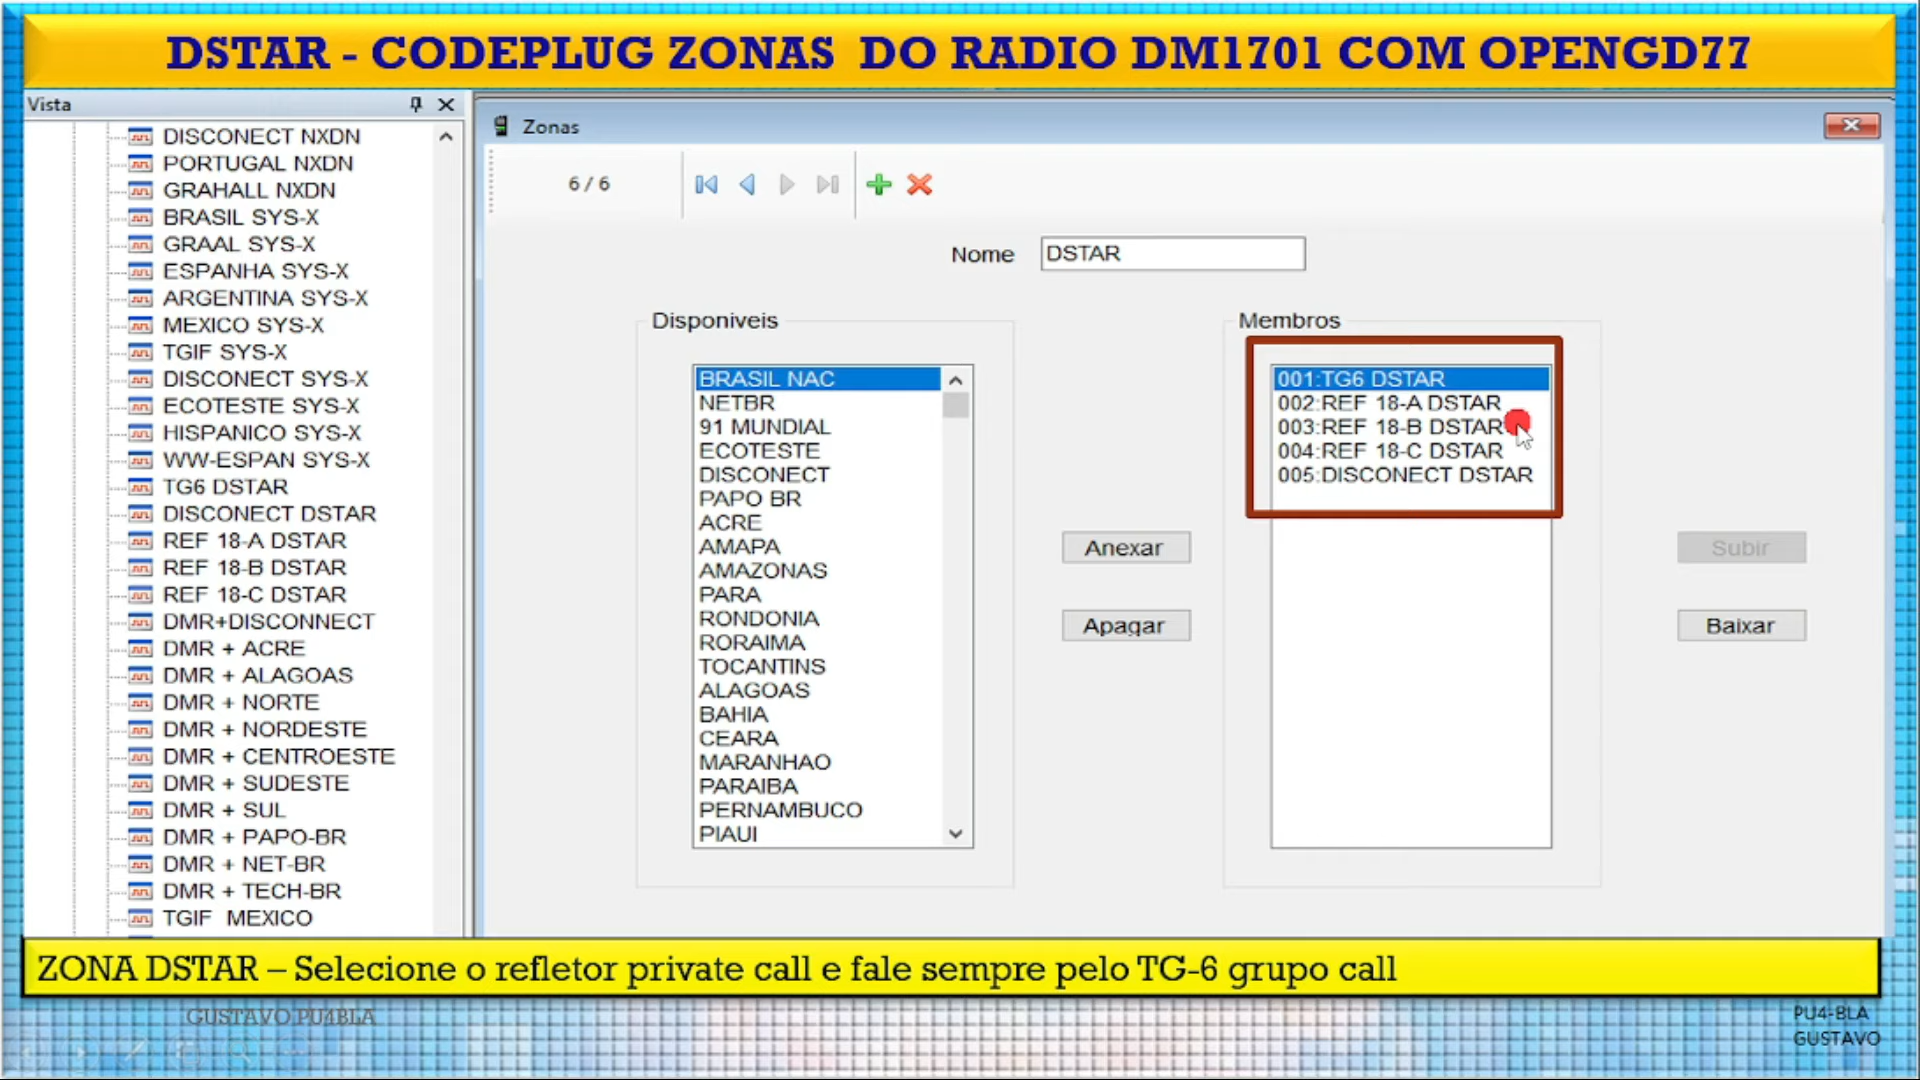 DSTAR - CODEPLUG ZONAS DO RADIO DM1701 COM OPENGD77
Vista
DISCONECT NXDN
PORTUGAL NXDN
GRAHALL NXDN
BRASIL SYS-X
GRAAL SYS-X
ESPANHA SYS-X
ARGENTINA SYS-X
MEXICO SYS-X
TGIF SYS-X
DISCONECT SYS-X
ECOTESTE SYS-X
HISPANICO SYS-X
WW-ESPAN SYS-X
TG6 DSTAR
DISCONECT DSTAR
REF 18-A DSTAR
REF 18-B DSTAR
REF 18-C DSTAR
DMR+DISCONNECT
DMR + ACRE
DMR + ALAGOAS
DMR + NORTE
DMR + NORDESTE
DMR + CENTROESTE
DMR + SUDESTE
DMR + SUL
DMR + PAPO-BR
DMR + NET-BR
DMR + TECH-BR
TGIF MEXICO
Zonas
6 / 6
Nome DSTAR
Disponiveis
BRASIL NAC
NETBR
91 MUNDIAL
ECOTESTE
DISCONECT
PAPO BR
ACRE
AMAPA
AMAZONAS
PARA
RONDONIA
RORAIMA
TOCANTINS
ALAGOAS
BAHIA
CEARA
MARANHAO
PARAIBA
PERNAMBUCO
PIAUI
Anexar
Apagar
Membros
001:TG6 DSTAR
002:REF 18-A DSTAR
003:REF 18-B DSTAR
004:REF 18-C DSTAR
005:DISCONECT DSTAR
Subir
Baixar
ZONA DSTAR – Selecione o refletor private call e fale sempre pelo TG-6 grupo call
GUSTAVO PU4BLA
PU4-BLA
GUSTAVO